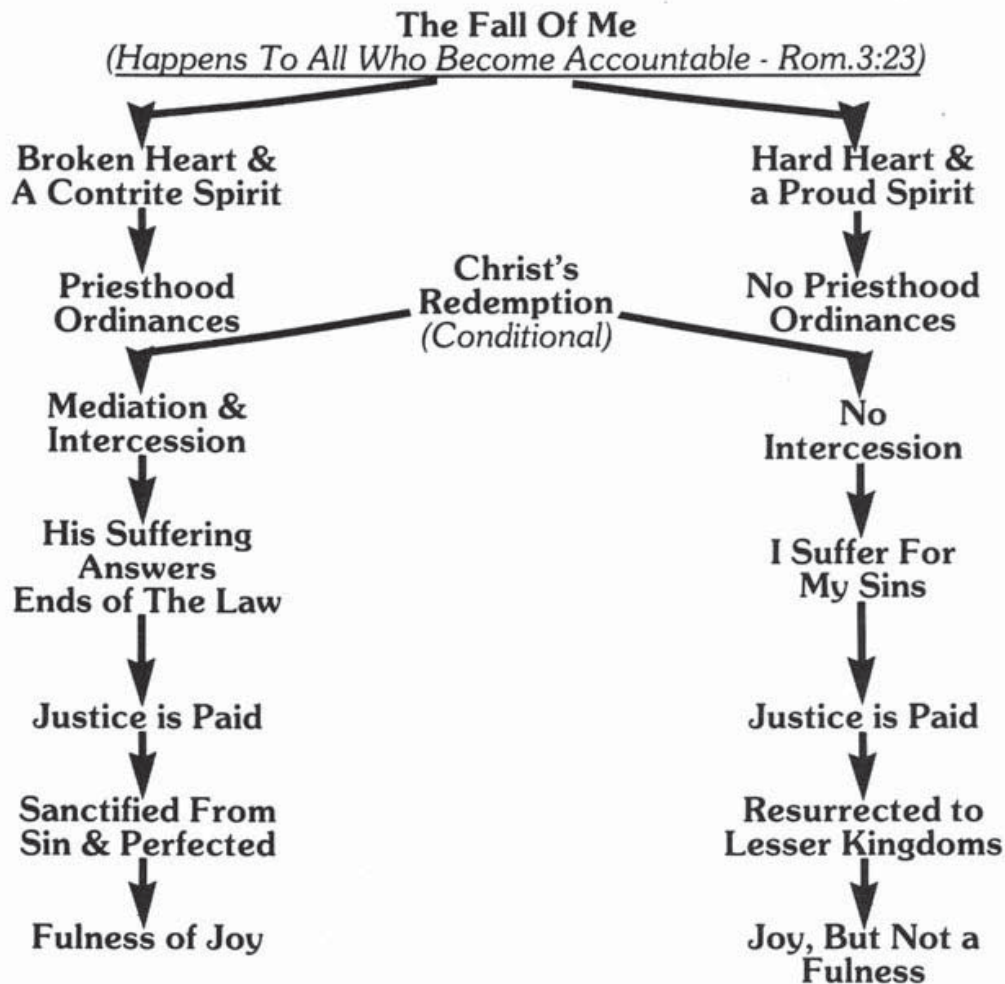 The Fall Of Me
(Happens To All Who Become Accountable - Rom.3:23)
Broken Heart &
A Contrite Spirit
Hard Heart &
a Proud Spirit
Priesthood
Ordinances
Christ's
Redemption
(Conditional)
No Priesthood
Ordinances
Mediation &
Intercession
No
Intercession
His Suffering
Answers
Ends of The Law
I Suffer For
My Sins
Justice is Paid
Justice is Paid
Sanctified From
Sin & Perfected
Resurrected to
Lesser Kingdoms
Fulness of Joy
Joy, But Not a
Fulness